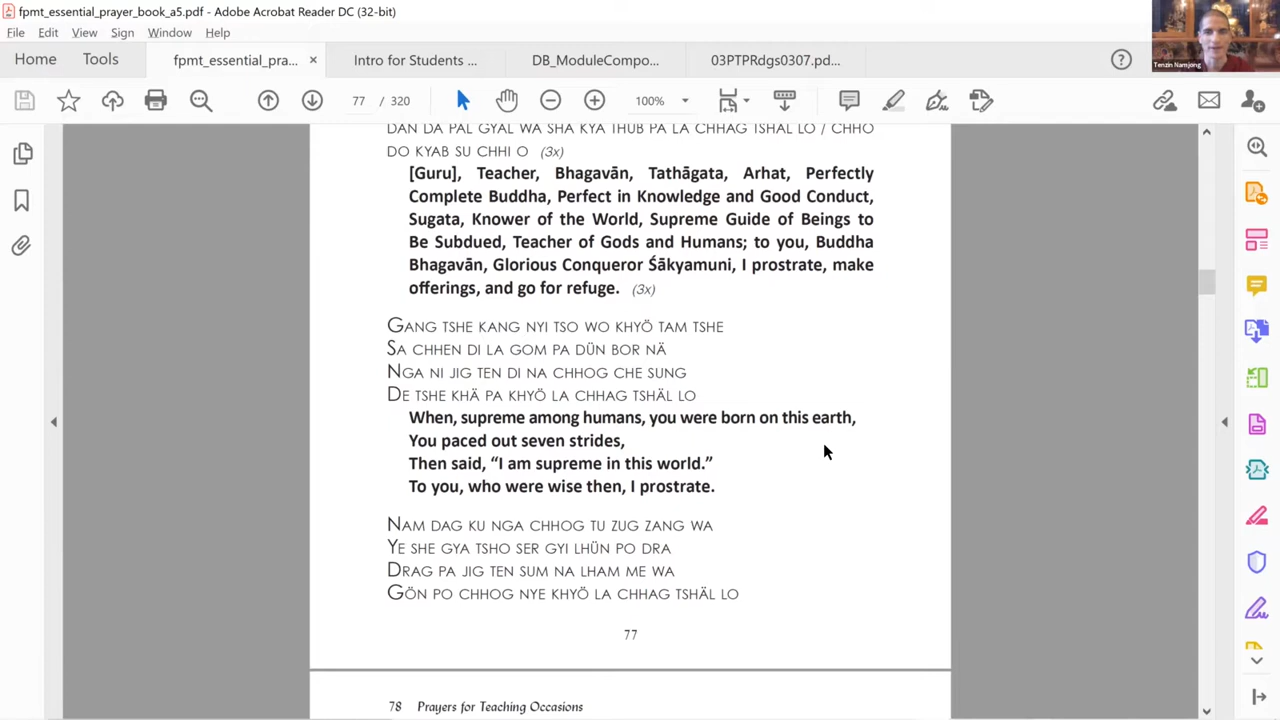 fpmt_essential_prayer_book_a5.pdf - Adobe Acrobat Reader DC (32-bit)
File Edit View Sign Window Help
Home Tools fpmt_essential_pra... × Intro for Students ... DB_ModuleCompo... 03PTPRdgs0307.pd...
77 / 320 100%
Tenzin Namjong
DÄN DA PAL GYAL WA SHA KYA THUB PA LA CHHAG TSHÄL LO / CHHÖ
DO KYAB SU CHHI O (3x)
[Guru], Teacher, Bhagavān, Tathāgata, Arhat, Perfectly
Complete Buddha, Perfect in Knowledge and Good Conduct,
Sugata, Knower of the World, Supreme Guide of Beings to
Be Subdued, Teacher of Gods and Humans; to you, Buddha
Bhagavān, Glorious Conqueror Śākyamuni, I prostrate, make
offerings, and go for refuge. (3x)
GANG TSHE KANG NYI TSO WO KHYÖ TAM TSHE
SA CHHEN DI LA GOM PA DÜN BOR NÄ
NGA NI JIG TEN DI NA CHHOG CHE SUNG
DE TSHE KHÄ PA KHYÖ LA CHHAG TSHÄL LO
When, supreme among humans, you were born on this earth,
You paced out seven strides,
Then said, “I am supreme in this world.”
To you, who were wise then, I prostrate.
NAM DAG KU NGA CHHOG TU ZUG ZANG WA
YE SHE GYA TSHO SER GYI LHÜN PO DRA
DRAG PA JIG TEN SUM NA LHAM ME WA
GÖN PO CHHOG NYE KHYÖ LA CHHAG TSHÄL LO
77
78 Prayers for Teaching Occasions